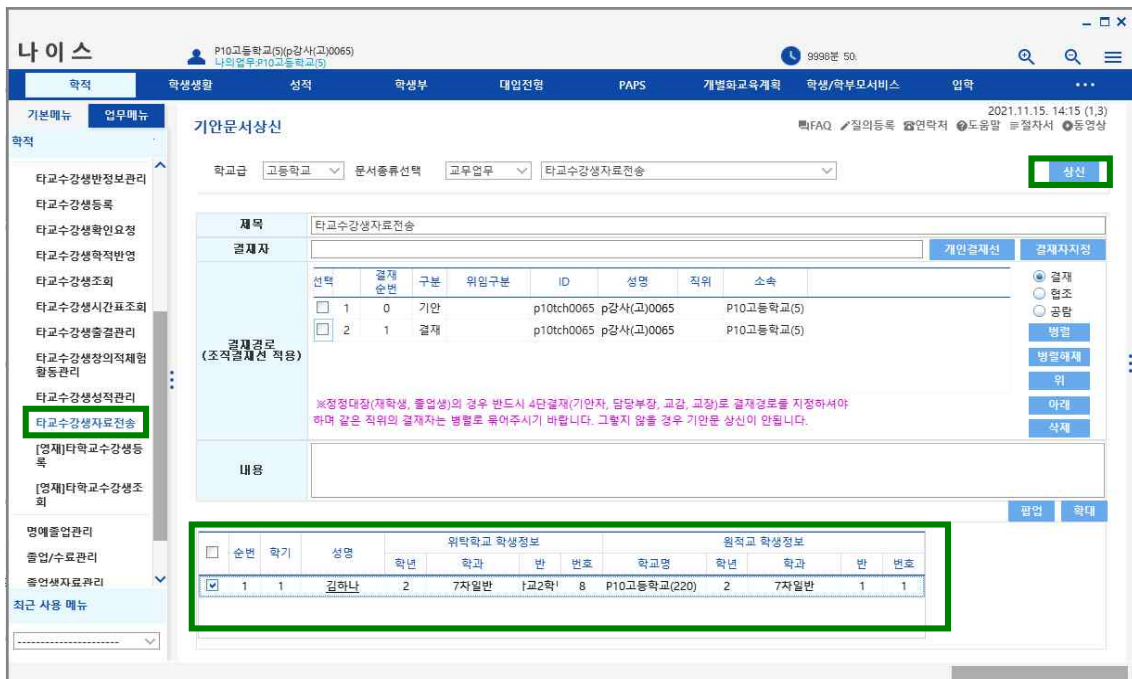 나이스
P10고등학교(5)(p강사(고)0065)
나의업무:P10고등학교(5)
9998분 50.
학적 학생생활 성적 학생부 대입전형 PAPS 개별화교육계획 학생/학부모서비스 입학 ...
기본메뉴 업무메뉴
학적
타교수강생반정보관리
타교수강생등록
타교수강생확인요청
타교수강생학적반영
타교수강생조회
타교수강생시간표조회
타교수강생출결관리
타교수강생창의적체험
활동관리
타교수강생성적관리
타교수강생자료전송
[영재]타학교수강생등
록
[영재]타학교수강생조
회
명예졸업관리
졸업/수료관리
졸업생자료관리
최근 사용 메뉴
----------------------
2021.11.15. 14:15 (1,3)
기안문서상신 FAQ 질의등록 연락처 도움말 절차서 동영상
학교급 고등학교 문서종류선택 교무업무 타교수강생자료전송 상신
제목 타교수강생자료전송
결재자 개인결재선 결재자지정
결재경로
(조직결재선 적용)
선택 결재순번 구분 위임구분 ID 성명 직위 소속
1 0 기안 p10tch0065 p강사(고)0065 P10고등학교(5)
2 1 결재 p10tch0065 p강사(고)0065 P10고등학교(5)
※정정대장(재학생, 졸업생)의 경우 반드시 4단결재(기안자, 담당부장, 교감, 교장)로 결재경로를 지정하셔야
하며 같은 직위의 결재자는 병렬로 묶어주시기 바랍니다. 그렇지 않을 경우 기안문 상신이 안됩니다.
결재
협조
공람
병렬
병렬해제
위
아래
삭제
내용
팝업 확대
순번 학기 성명 위탁학교 학생정보 원적교 학생정보
학년 학과 반 번호 학교명 학년 학과 반 번호
1 1 김하나 2 7차일반 8 P10고등학교(220) 2 7차일반 1 1